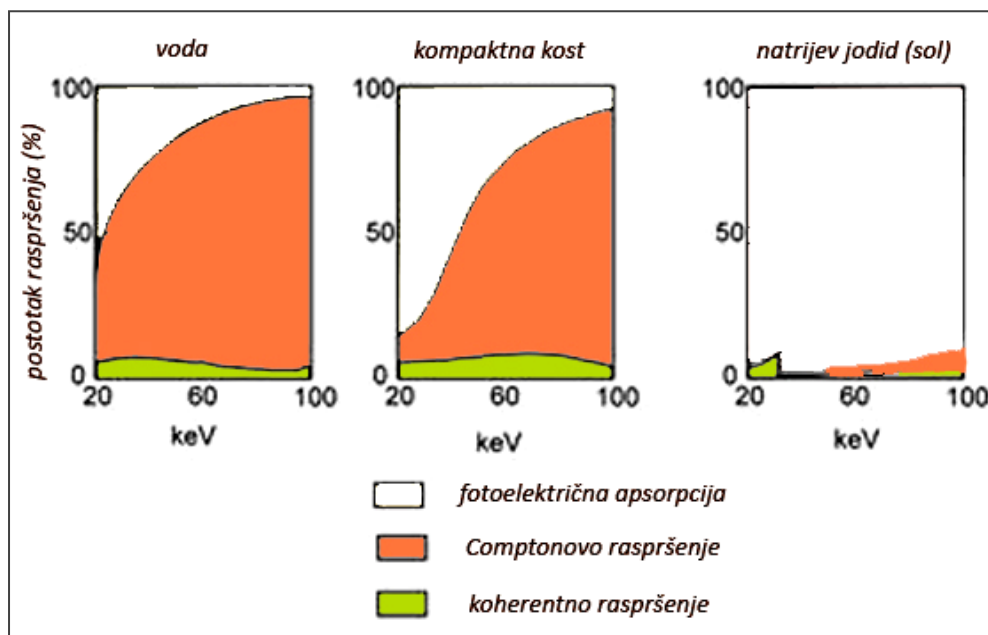 voda
kompaktna kost
natrijev jodid (sol)
postotak raspršenja (%)
100
50
0
20 60 100
keV
100
50
0
20 60 100
keV
100
50
0
20 60 100
keV
fotoelektrična apsorpcija
Comptonovo raspršenje
koherentno raspršenje